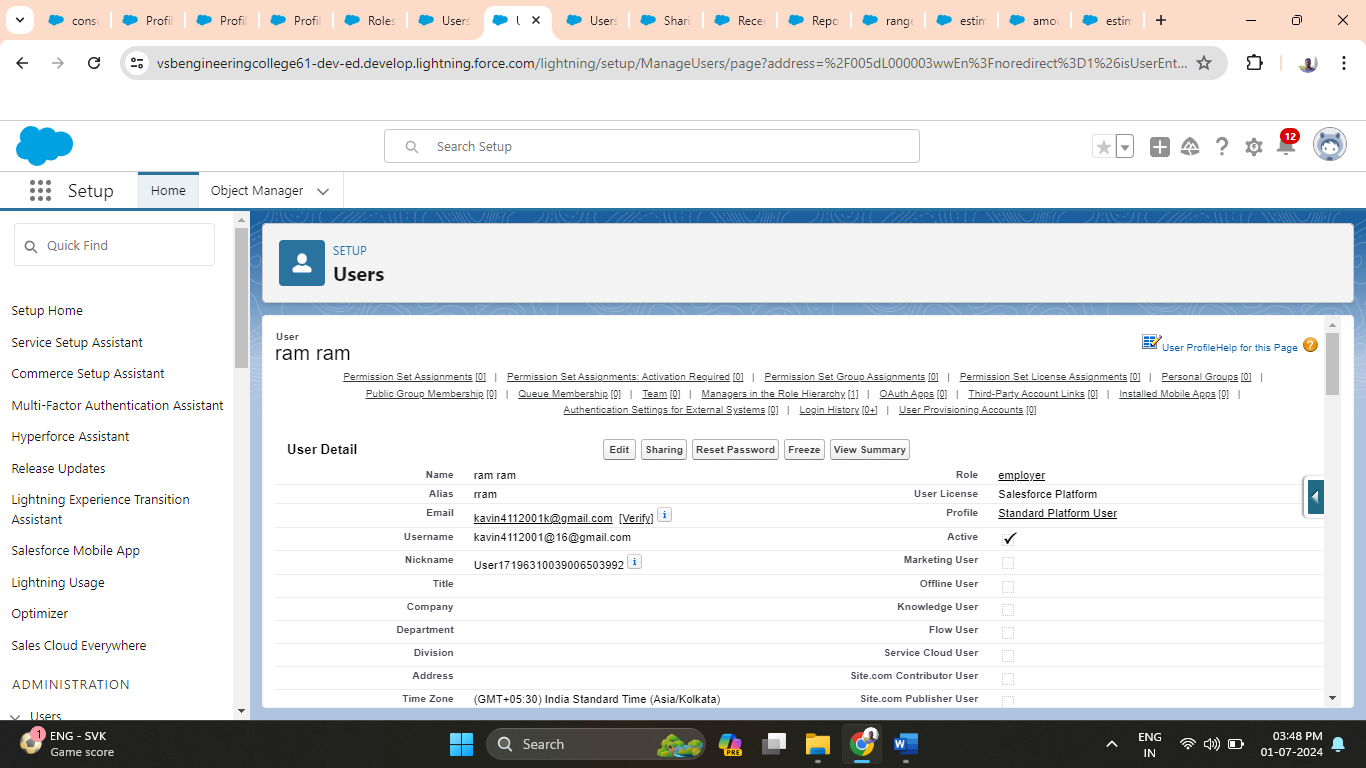 consu
Profil
Profil
Profil
Roles
Users
U
Users
Shari
Recen
Repo
range
estim
amou
estim
vsbengineeringcollege61-dev-ed.develop.lightning.force.com/lightning/setup/ManageUsers/page?address=%2F005dL000003wwEn%3Fnoredirect%3D1%26isUserEnt...
Search Setup
12
Setup
Home
Object Manager
Quick Find
Setup Home
Service Setup Assistant
Commerce Setup Assistant
Multi-Factor Authentication Assistant
Hyperforce Assistant
Release Updates
Lightning Experience Transition
Assistant
Salesforce Mobile App
Lightning Usage
Optimizer
Sales Cloud Everywhere
ADMINISTRATION
Users
SETUP
Users
User
ram ram
User Profile Help for this Page
Permission Set Assignments [0] | Permission Set Assignments: Activation Required [0] | Permission Set Group Assignments [0] | Permission Set License Assignments [0] | Personal Groups [0] |
Public Group Membership [0] | Queue Membership [0] | Team [0] | Managers in the Role Hierarchy [1] | OAuth Apps [0] | Third-Party Account Links [0] | Installed Mobile Apps [0] |
Authentication Settings for External Systems [0] | Login History [0+] | User Provisioning Accounts [0]
User Detail
Edit Sharing Reset Password Freeze View Summary
Name ram ram Role employer
Alias rram User License Salesforce Platform
Email kavin4112001k@gmail.com [Verify] i Profile Standard Platform User
Username kavin4112001@16@gmail.com Active
Nickname User17196310039006503992 i Marketing User
Title Offline User
Company Knowledge User
Department Flow User
Division Service Cloud User
Address Site.com Contributor User
Time Zone (GMT+05:30) India Standard Time (Asia/Kolkata) Site.com Publisher User
1
ENG - SVK
Game score
Search
PRE
ENG
IN
03:48 PM
01-07-2024